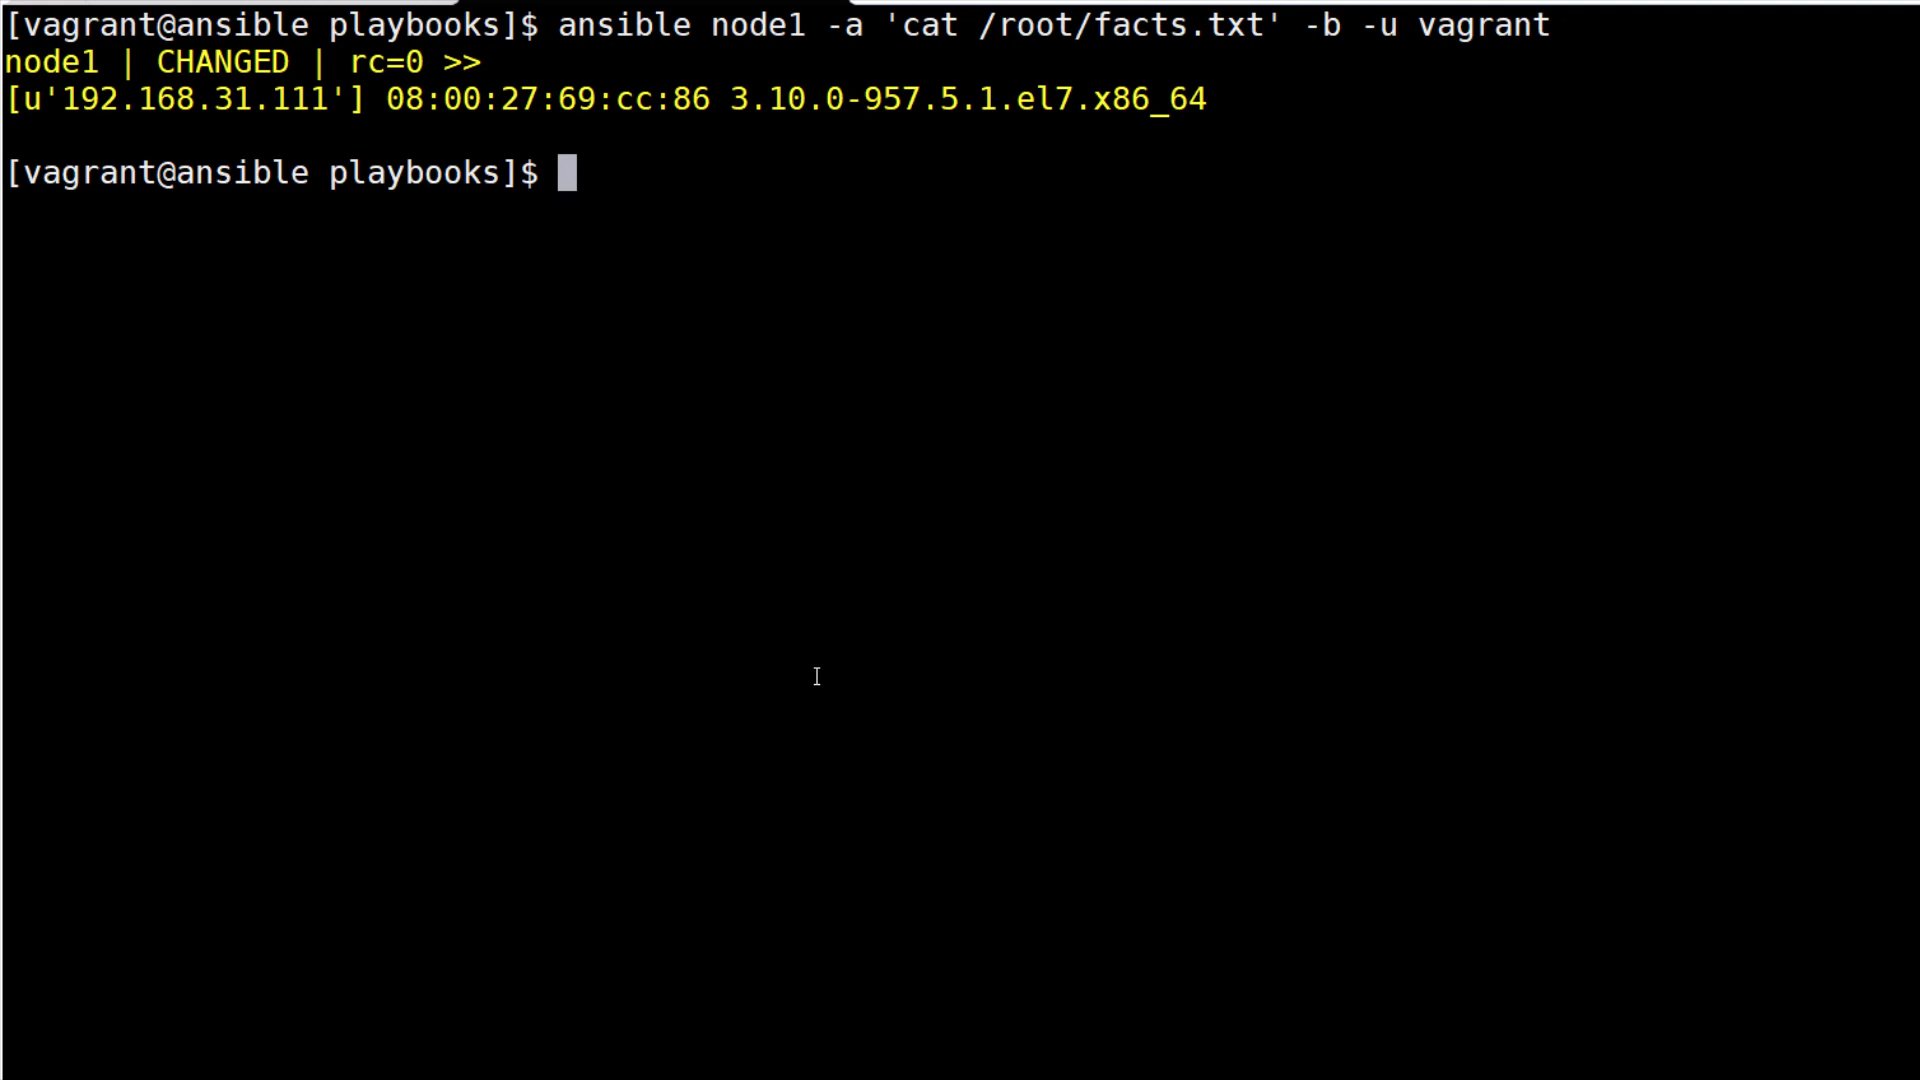 [vagrant@ansible playbooks]$ ansible node1 -a 'cat /root/facts.txt' -b -u vagrant
node1 | CHANGED | rc=0 >>
[u'192.168.31.111'] 08:00:27:69:cc:86 3.10.0-957.5.1.el7.x86_64
[vagrant@ansible playbooks]$